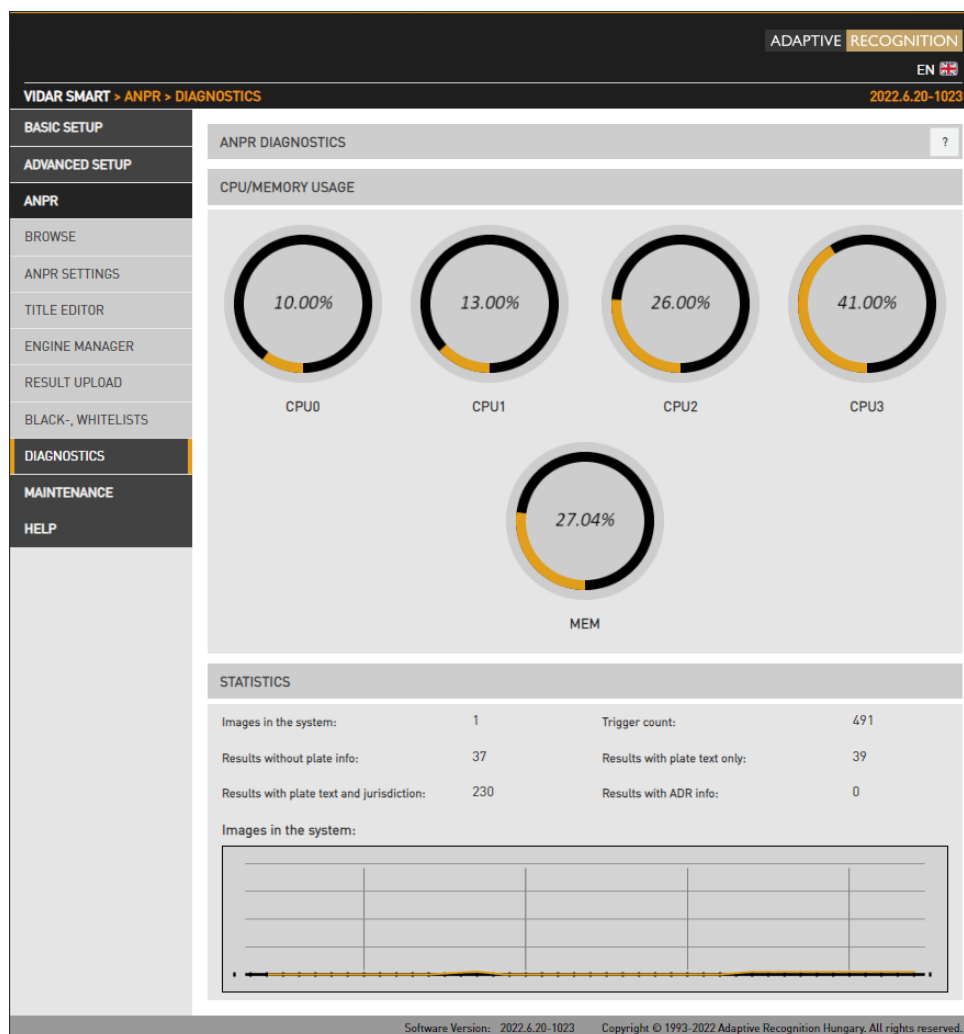 ADAPTIVE RECOGNITION
EN
VIDAR SMART > ANPR > DIAGNOSTICS 2022.6.20-1023
BASIC SETUP
ADVANCED SETUP
ANPR
BROWSE
ANPR SETTINGS
TITLE EDITOR
ENGINE MANAGER
RESULT UPLOAD
BLACK-, WHITELISTS
DIAGNOSTICS
MAINTENANCE
HELP
ANPR DIAGNOSTICS ?
CPU/MEMORY USAGE
10.00% 13.00% 26.00% 41.00%
CPU0 CPU1 CPU2 CPU3
27.04%
MEM
STATISTICS
Images in the system: 1 Trigger count: 491
Results without plate info: 37 Results with plate text only: 39
Results with plate text and jurisdiction: 230 Results with ADR info: 0
Images in the system:
Software Version: 2022.6.20-1023 Copyright © 1993-2022 Adaptive Recognition Hungary. All rights reserved.